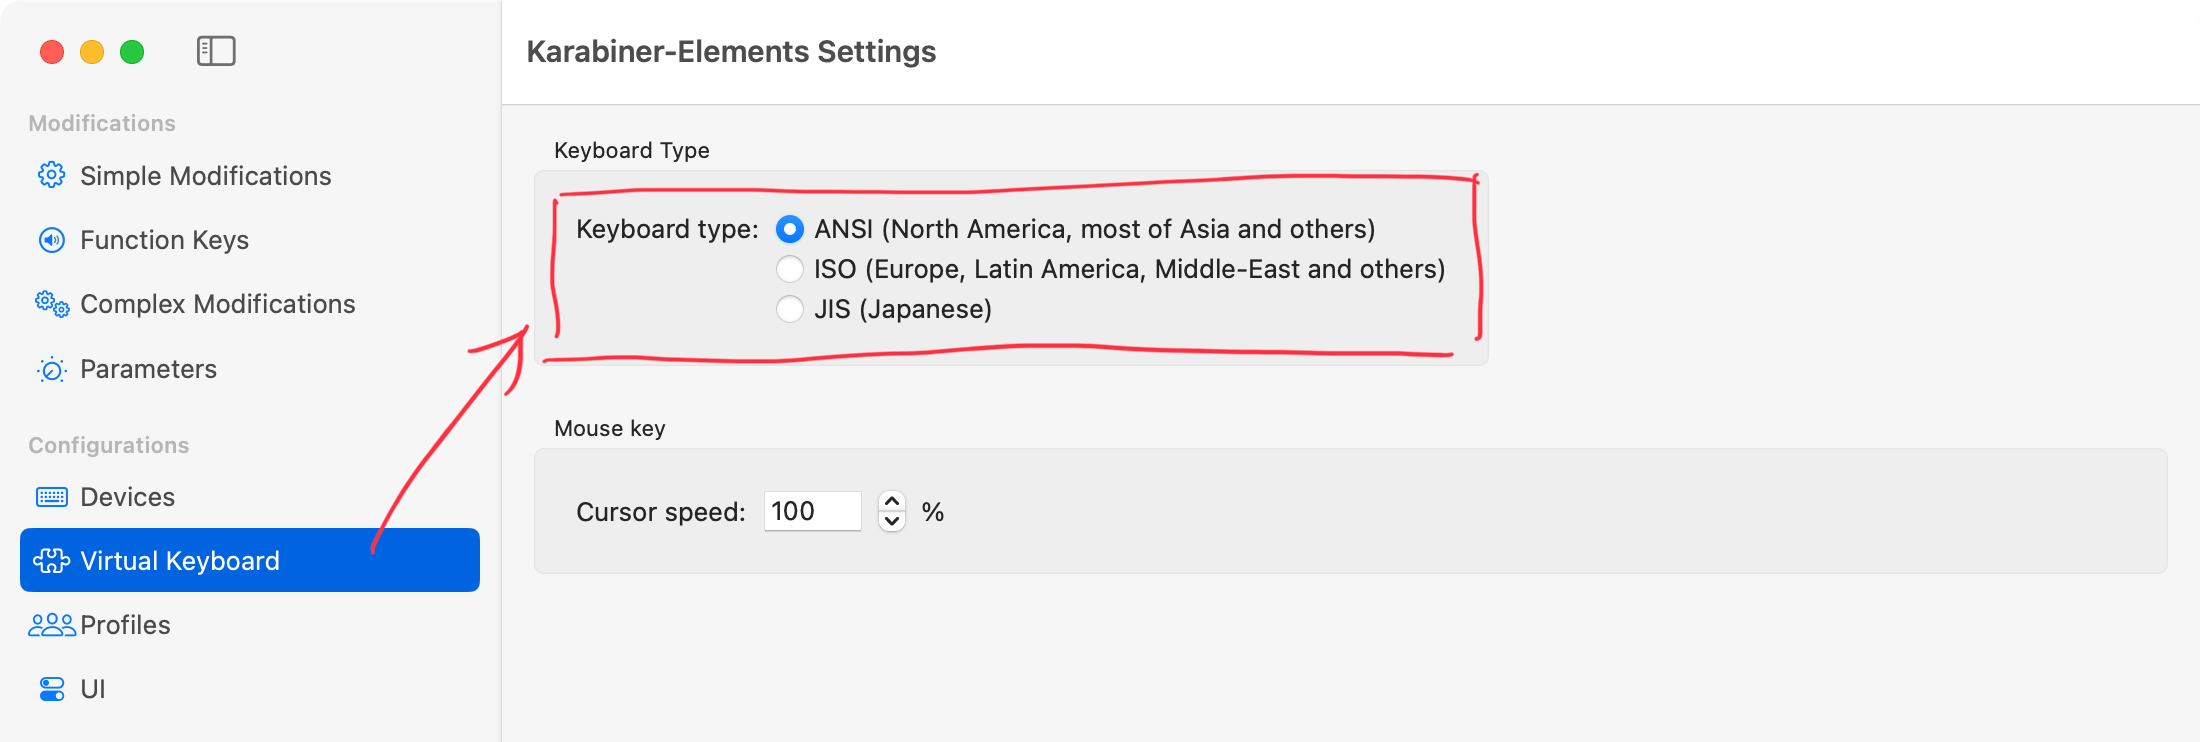 Karabiner-Elements Settings
Modifications
Simple Modifications
Function Keys
Complex Modifications
Parameters
Configurations
Devices
Virtual Keyboard
Profiles
UI
Keyboard Type
Keyboard type: ANSI (North America, most of Asia and others)
ISO (Europe, Latin America, Middle-East and others)
JIS (Japanese)
Mouse key
Cursor speed: 100 %